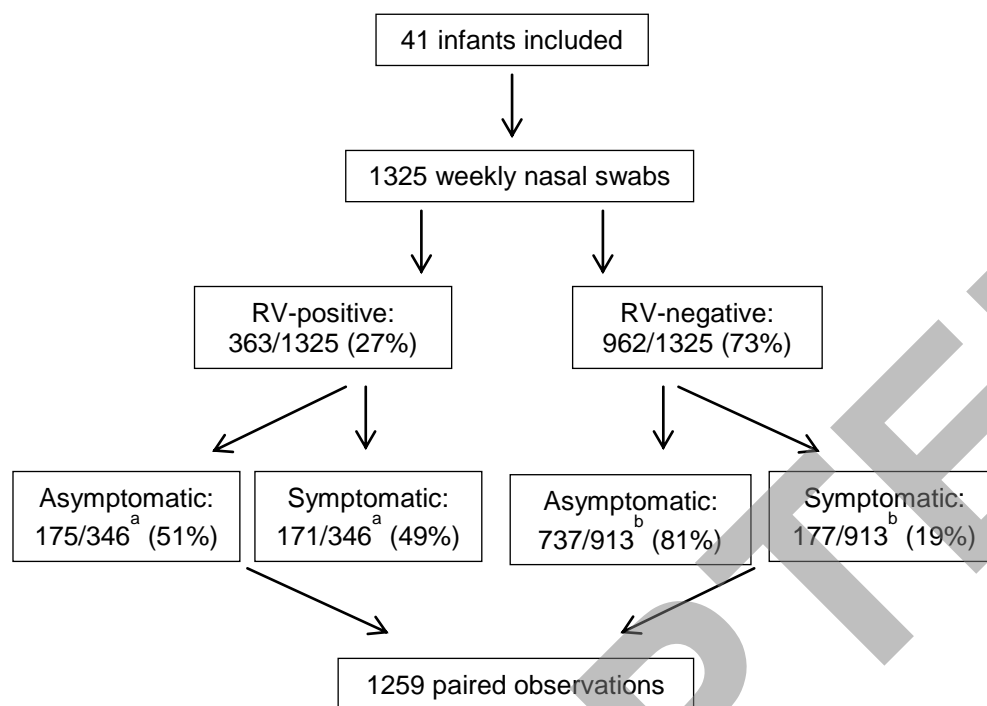 41 infants included
1325 weekly nasal swabs
RV-positive:
363/1325 (27%)
RV-negative:
962/1325 (73%)
Asymptomatic:
175/346a (51%)
Symptomatic:
171/346a (49%)
Asymptomatic:
737/913b (81%)
Symptomatic:
177/913b (19%)
1259 paired observations